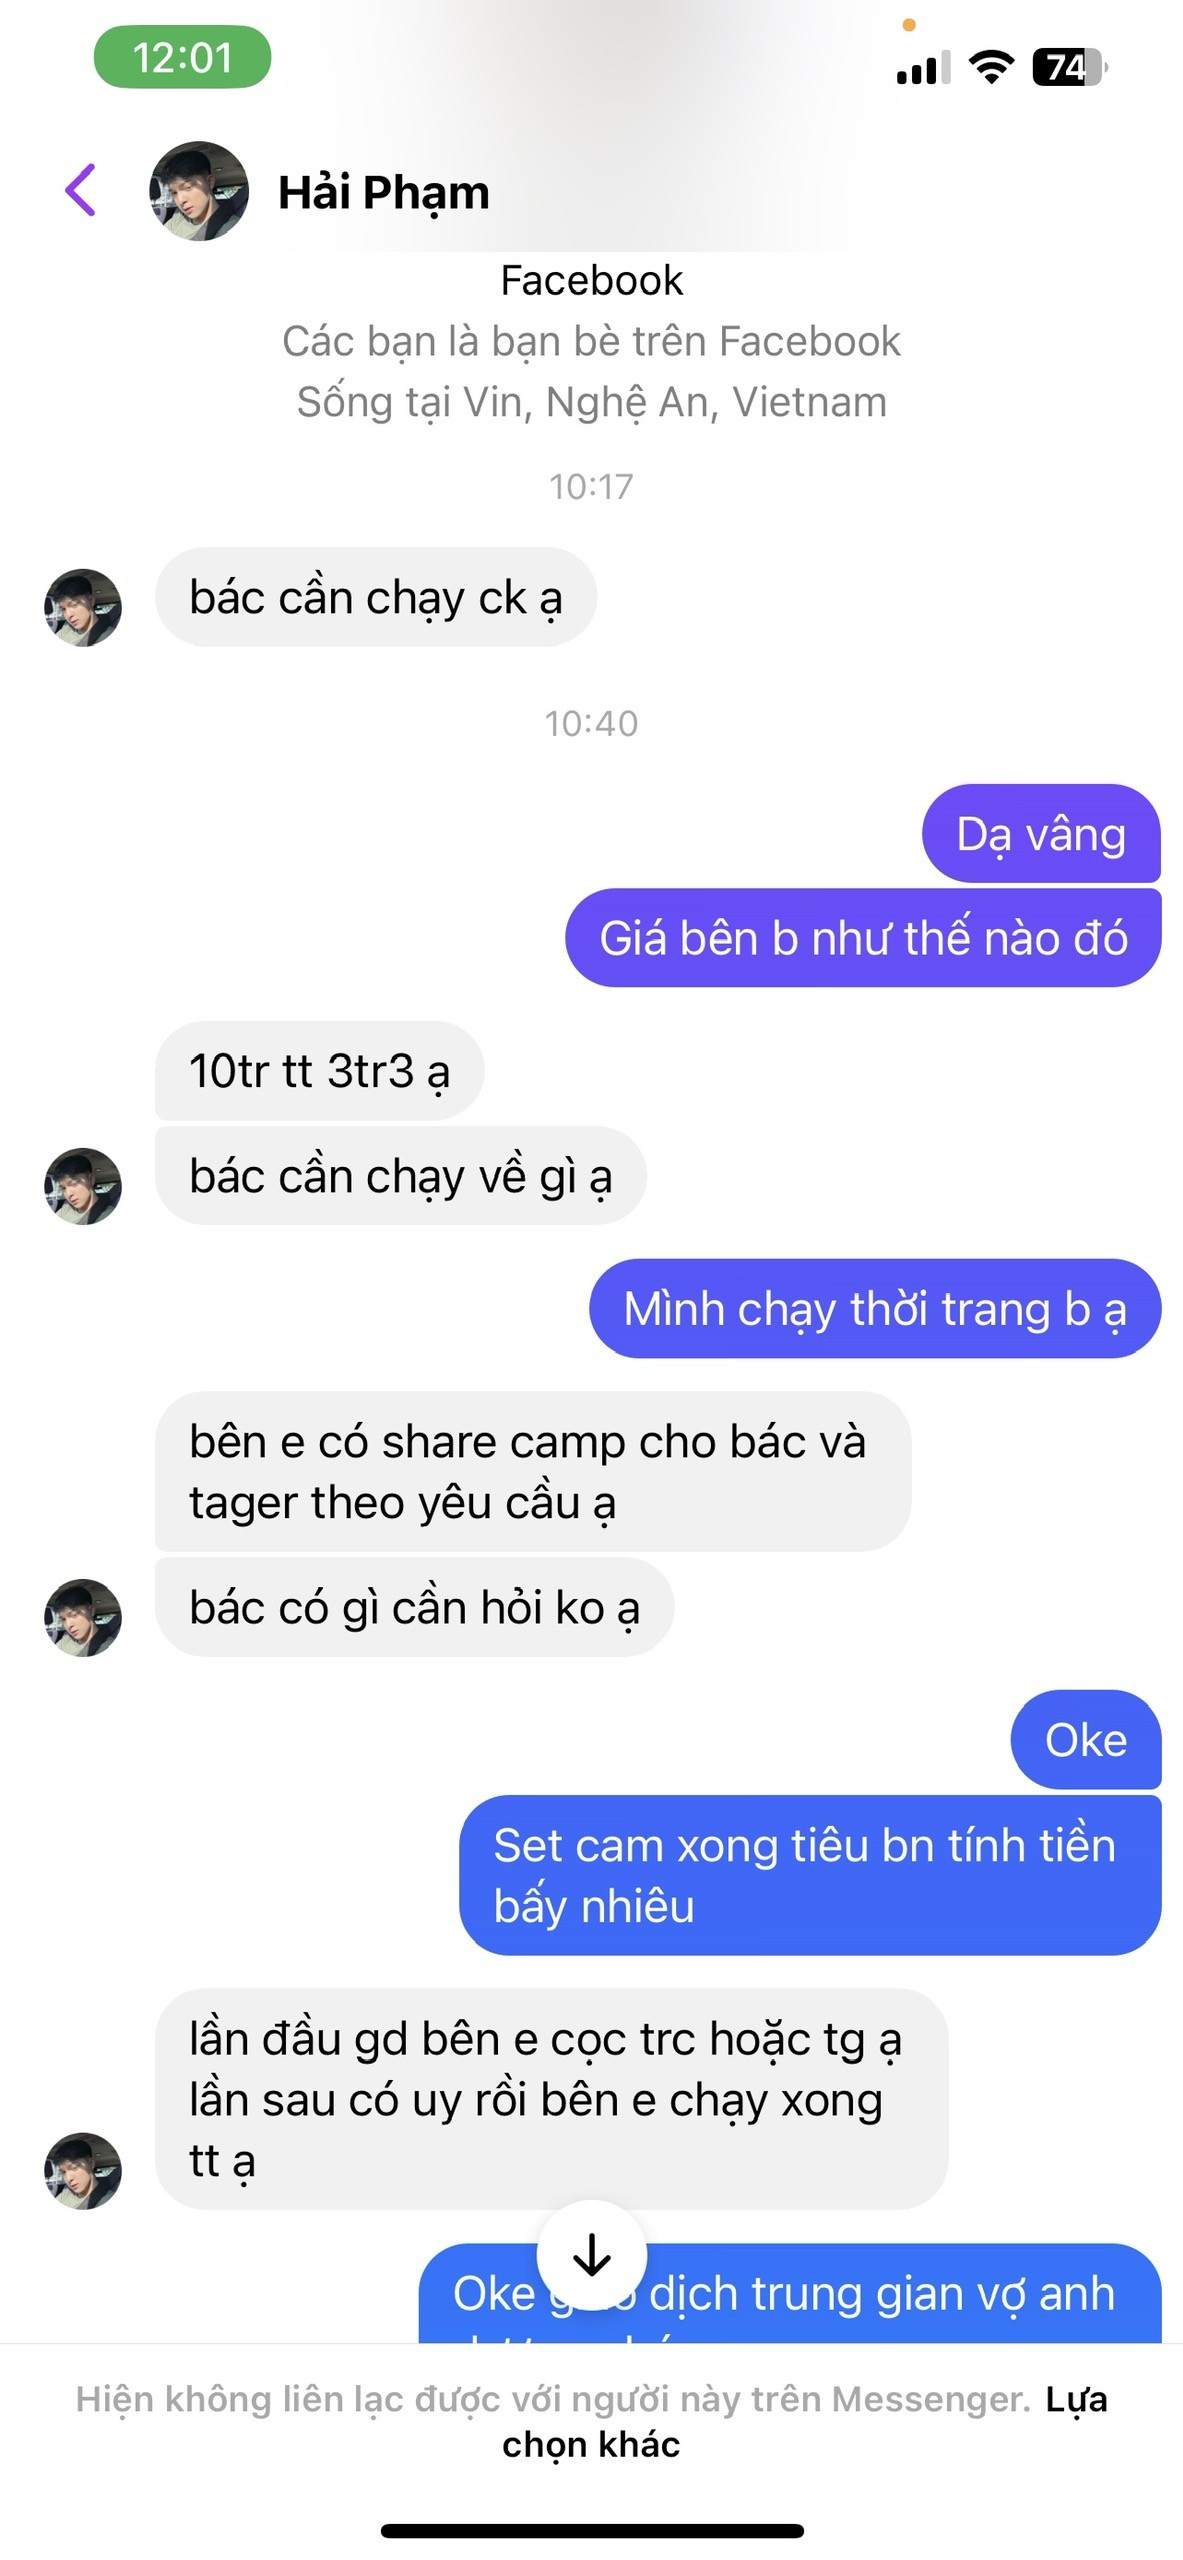 12:01
74
Hải Phạm
Facebook
Các bạn là bạn bè trên Facebook
Sống tại Vin, Nghệ An, Vietnam
10:17
bác cần chạy ck ạ
10:40
Dạ vâng
Giá bên b như thế nào đó
10tr tt 3tr3 ạ
bác cần chạy về gì ạ
Mình chạy thời trang b ạ
bên e có share camp cho bác và
tager theo yêu cầu ạ
bác có gì cần hỏi ko ạ
Oke
Set cam xong tiêu bn tính tiền
bấy nhiêu
lần đầu gd bên e cọc trc hoặc tg ạ
lần sau có uy rồi bên e chạy xong
tt ạ
Oke dịch trung gian vợ anh
Hiện không liên lạc được với người này trên Messenger. Lựa
chọn khác